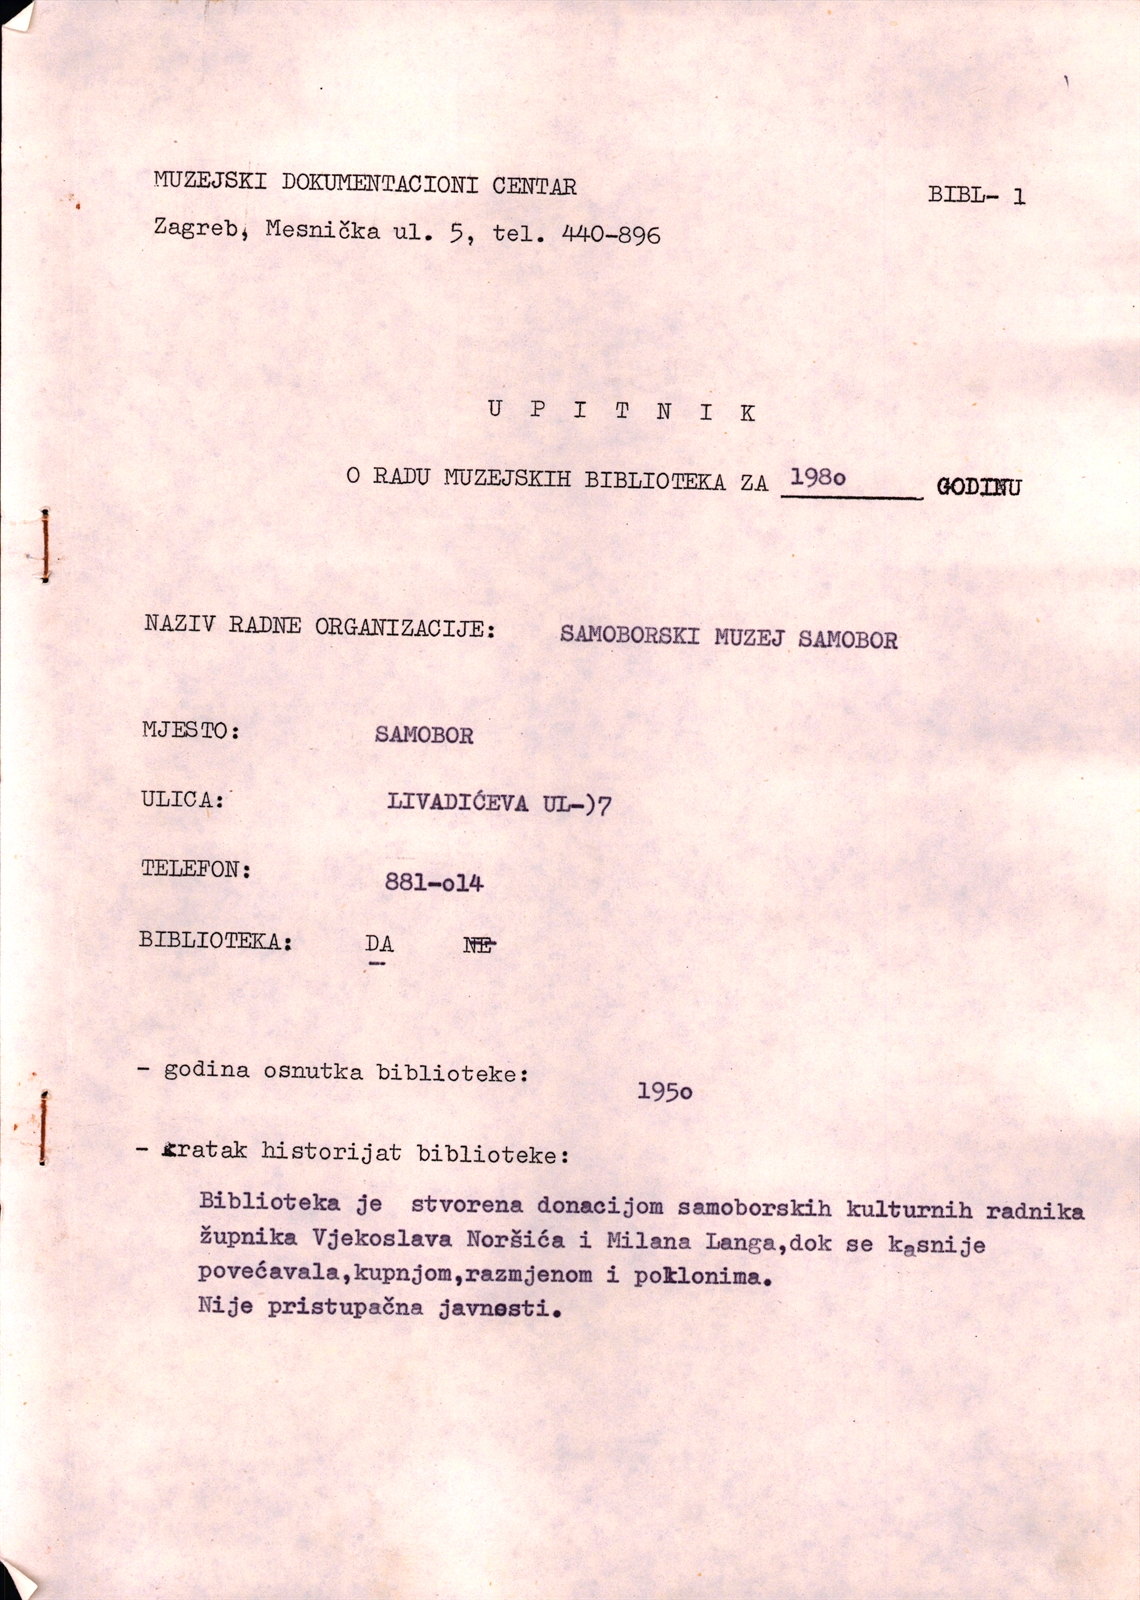 MUZEJSKI DOKUMENTACIONI CENTAR
BIBL- 1
Zagreb, Mesnička ul. 5, tel. 440-896
U P I T N I K
O RADU MUZEJSKIH BIBLIOTEKA ZA 198o GODINU
NAZIV RADNE ORGANIZACIJE: SAMOBORSKI MUZEJ SAMOBOR
MJESTO: SAMOBOR
ULICA: LIVADIĆEVA UL-)7
TELEFON: 881-o14
BIBLIOTEKA: DA NE
- godina osnutka biblioteke: 195o
- kratak historijat biblioteke:
Biblioteka je stvorena donacijom samoborskih kulturnih radnika
župnika Vjekoslava Noršića i Milana Langa,dok se kasnije
povećavala,kupnjom,razmjenom i poklonima.
Nije pristupačna javnosti.